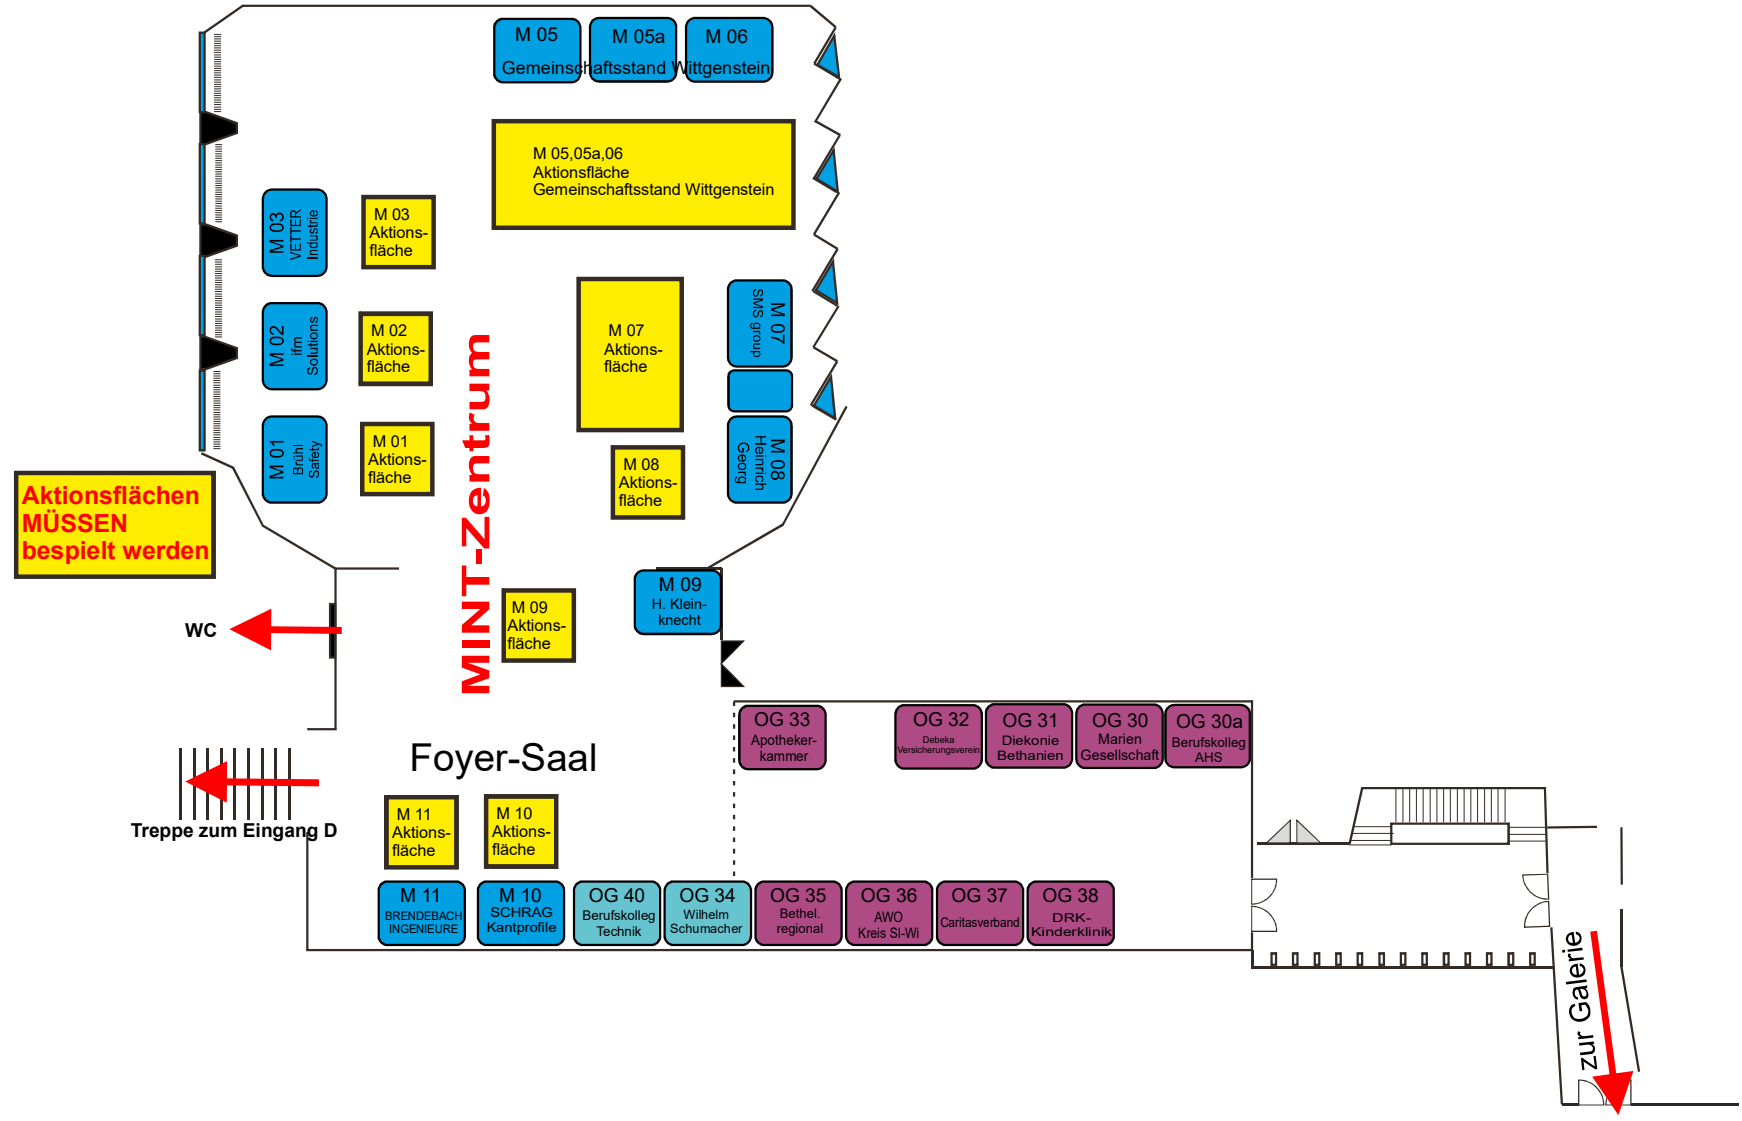 M 05
M 05a
M 06
Gemeinschaftsstand Wittgenstein
M 05,05a,06
Aktionsfläche
Gemeinschaftsstand Wittgenstein
M 03
VETTER
Industrie
M 03
Aktions-
fläche
M 02
ifm
Solutions
M 02
Aktions-
fläche
M 01
Brühl
Safety
M 01
Aktions-
fläche
MINT-Zentrum
M 07
Aktions-
fläche
M 07
SMS group
M 08
Aktions-
fläche
M 08
Heinrich
Georg
Aktionsflächen
MÜSSEN
bespielt werden
M 09
Aktions-
fläche
M 09
H. Klein-
knecht
WC
Foyer-Saal
Treppe zum Eingang D
OG 33
Apotheker-
kammer
OG 32
Debeka
Versicherungsverein
OG 31
Diekonie
Bethanien
OG 30
Marien
Gesellschaft
OG 30a
Berufskolleg
AHS
M 11
Aktions-
fläche
M 10
Aktions-
fläche
M 11
BRENDEBACH
INGENIEURE
M 10
SCHRAG
Kantprofile
OG 40
Berufskolleg
Technik
OG 34
Wilhelm
Schumacher
OG 35
Bethel.
regional
OG 36
AWO
Kreis SI-Wi
OG 37
Caritasverband
OG 38
DRK-
Kinderklinik
zur Galerie